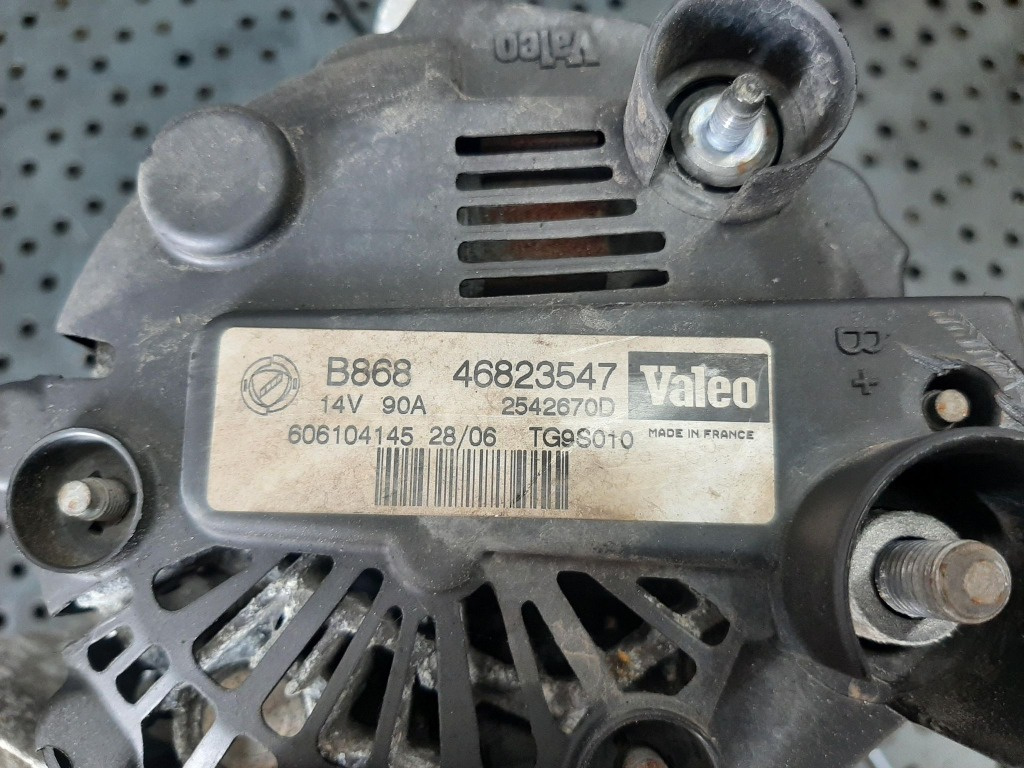 Valeo
B+
B868 46823547 Valeo
14V 90A 2542670D
MADE IN FRANCE
606104145 28/06 TG9S010